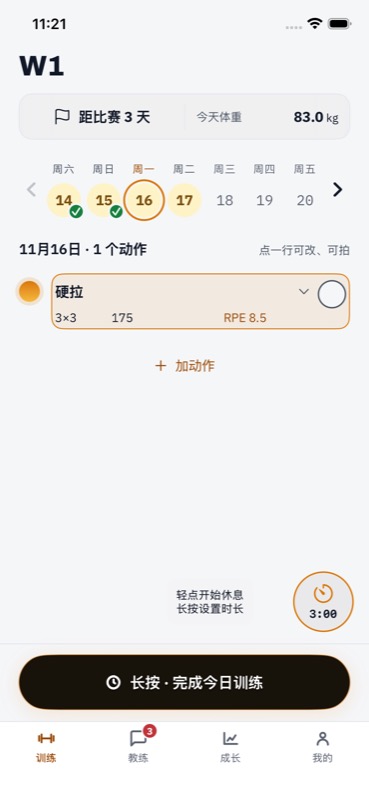 11:21
W1
距比赛 3 天
今天体重
83.0 kg
周六 周日 周一 周二 周三 周四 周五
14 15 16 17 18 19 20
11月16日 · 1 个动作
点一行可改、可拍
硬拉
3×3 175 RPE 8.5
+ 加动作
轻点开始休息
长按设置时长
3:00
长按 · 完成今日训练
3
训练 教练 成长 我的